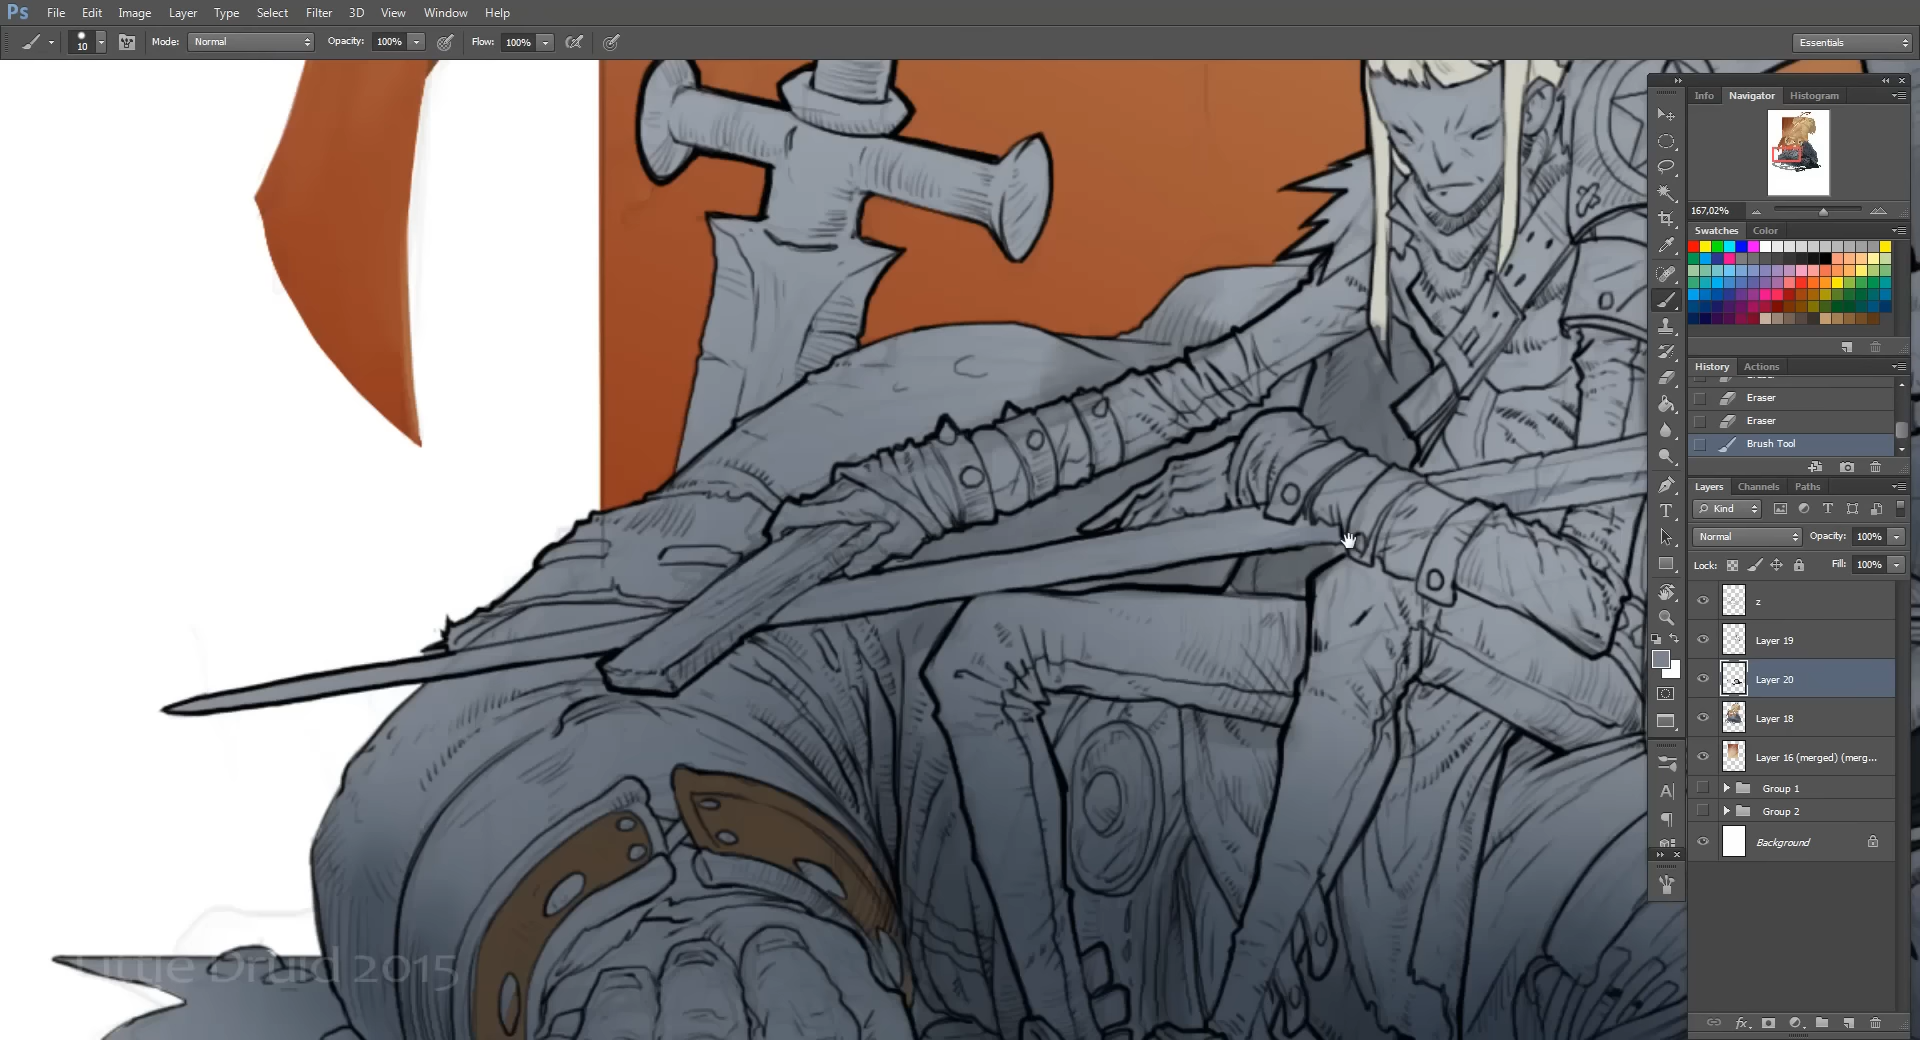 Ps File Edit Image Layer Type Select Filter 3D View Window Help
10 Mode: Normal Opacity: 100% Flow: 100% Essentials
Info Navigator Histogram
167,02%
Swatches Color
History Actions
Eraser
Eraser
Eraser
Brush Tool
Layers Channels Paths
Kind
Normal Opacity: 100%
Lock: Fill: 100%
z
Layer 19
Layer 20
Layer 18
Layer 16 (merged) (merg...
Group 1
Group 2
Background
Little Druid 2015